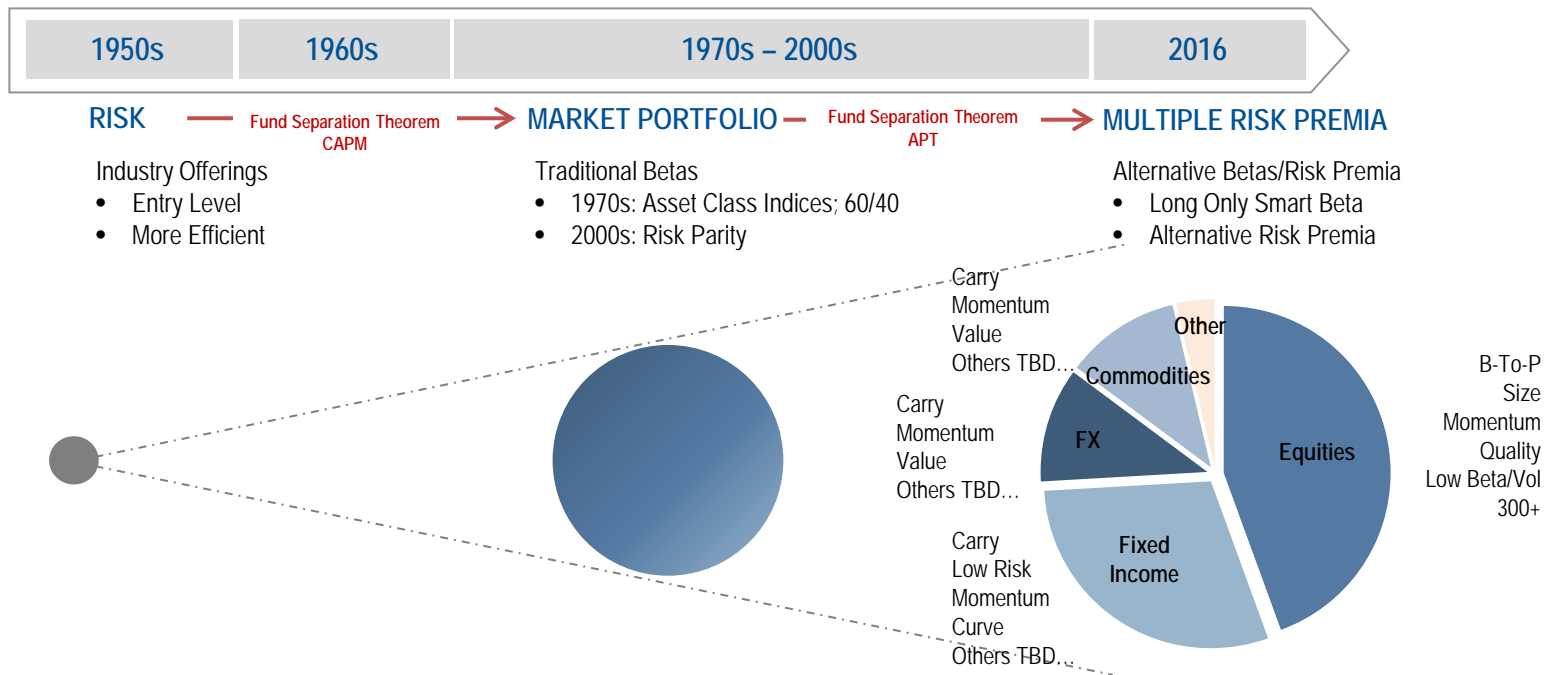 1950s
1960s
1970s – 2000s
2016
RISK
Fund Separation Theorem
CAPM
MARKET PORTFOLIO
Fund Separation Theorem
APT
MULTIPLE RISK PREMIA
Industry Offerings
• Entry Level
• More Efficient
Traditional Betas
• 1970s: Asset Class Indices; 60/40
• 2000s: Risk Parity
Alternative Betas/Risk Premia
• Long Only Smart Beta
• Alternative Risk Premia
Carry
Momentum
Value
Others TBD…
Carry
Momentum
Value
Others TBD…
Carry
Low Risk
Momentum
Curve
Others TBD…
Other
Commodities
FX
Fixed
Income
Equities
B-To-P
Size
Momentum
Quality
Low Beta/Vol
300+